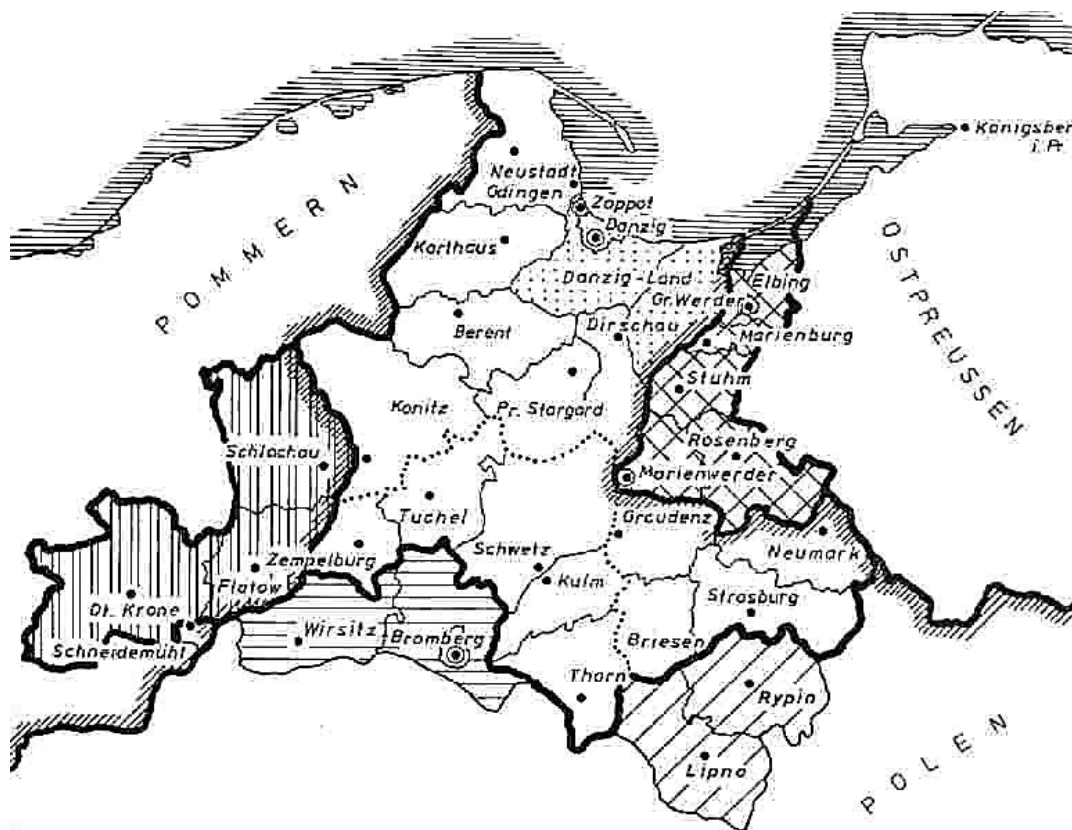 Königsber
i. Pr.
Neustadt
Gdingen
Zoppot
Danzig
Karthaus
POMMERN
OSTPREUSSEN
Danzig-Land
Elbing
Gr. Werder
Berent
Dirschau
Marienburg
Stuhm
Konitz
Pr. Stargard
Rosenberg
Schlochau
Marienwerder
Tuchel
Graudenz
Neumark
Zempelburg
Schwetz
Kulm
Flatow
Strasburg
Dt. Krone
Wirsitz
Bromberg
Briesen
Schneidemühl
Thorn
Rypin
Lipno
POLEN